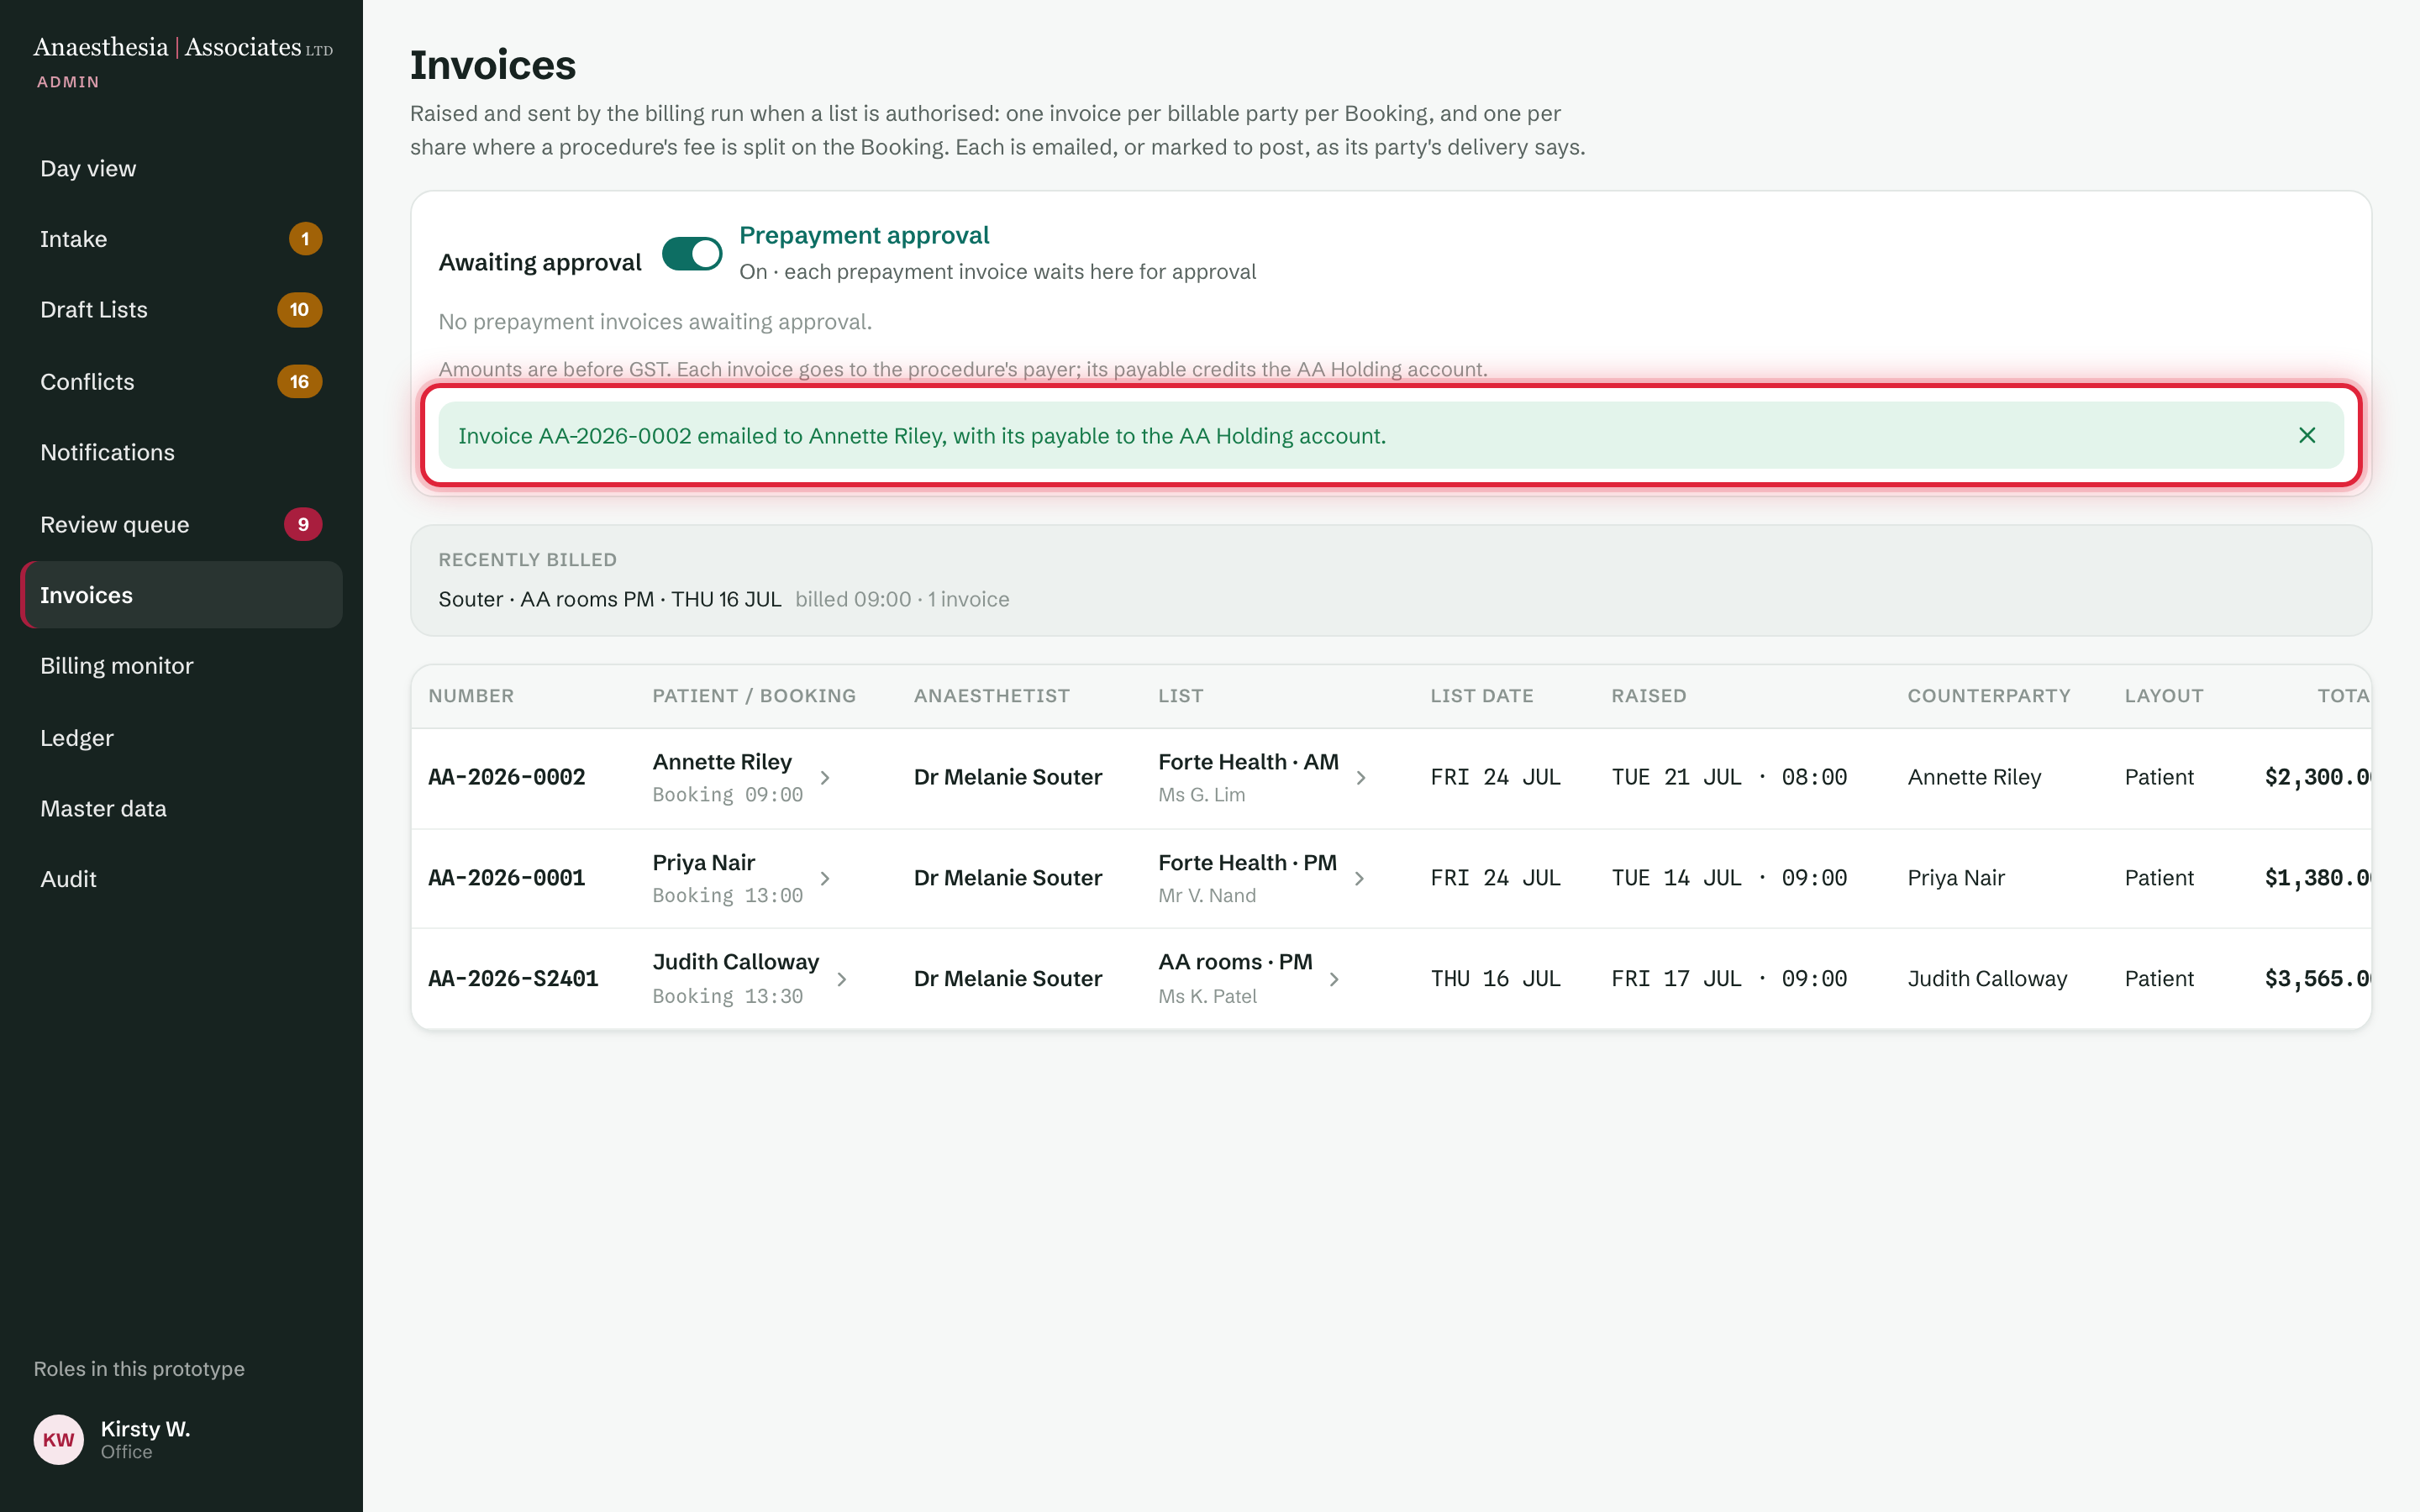 Anaesthesia | Associates LTD
ADMIN
Day view
Intake 1
Draft Lists 10
Conflicts 16
Notifications
Review queue 9
Invoices
Billing monitor
Ledger
Master data
Audit
Roles in this prototype
KW
Kirsty W.
Office
Invoices
Raised and sent by the billing run when a list is authorised: one invoice per billable party per Booking, and one per
share where a procedure's fee is split on the Booking. Each is emailed, or marked to post, as its party's delivery says.
Awaiting approval
Prepayment approval
On · each prepayment invoice waits here for approval
No prepayment invoices awaiting approval.
Amounts are before GST. Each invoice goes to the procedure's payer; its payable credits the AA Holding account.
Invoice AA-2026-0002 emailed to Annette Riley, with its payable to the AA Holding account.
RECENTLY BILLED
Souter · AA rooms PM · THU 16 JUL billed 09:00 · 1 invoice
NUMBER PATIENT / BOOKING ANAESTHETIST LIST LIST DATE RAISED COUNTERPARTY LAYOUT TOTA
AA-2026-0002 Annette Riley Dr Melanie Souter Forte Health · AM FRI 24 JUL TUE 21 JUL · 08:00 Annette Riley Patient $2,300.0
Booking 09:00 Ms G. Lim
AA-2026-0001 Priya Nair Dr Melanie Souter Forte Health · PM FRI 24 JUL TUE 14 JUL · 09:00 Priya Nair Patient $1,380.0
Booking 13:00 Mr V. Nand
AA-2026-S2401 Judith Calloway Dr Melanie Souter AA rooms · PM THU 16 JUL FRI 17 JUL · 09:00 Judith Calloway Patient $3,565.0
Booking 13:30 Ms K. Patel